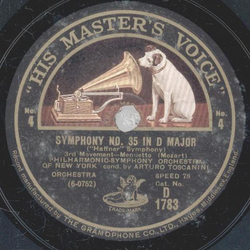 "HIS MASTER'S VOICE"
No. 4
No. 4
SYMPHONY NO. 35 IN D MAJOR
("Haffner" Symphony)
3rd Movement—Menuetto (Mozart)
PHILHARMONIC-SYMPHONY ORCHESTRA
OF NEW YORK cond. by ARTURO TOSCANINI
ORCHESTRA
SPEED 78
(6-0762)
Cat. No.
D
1783
TRADE MARK
THE GRAMOPHONE CO., LTD.